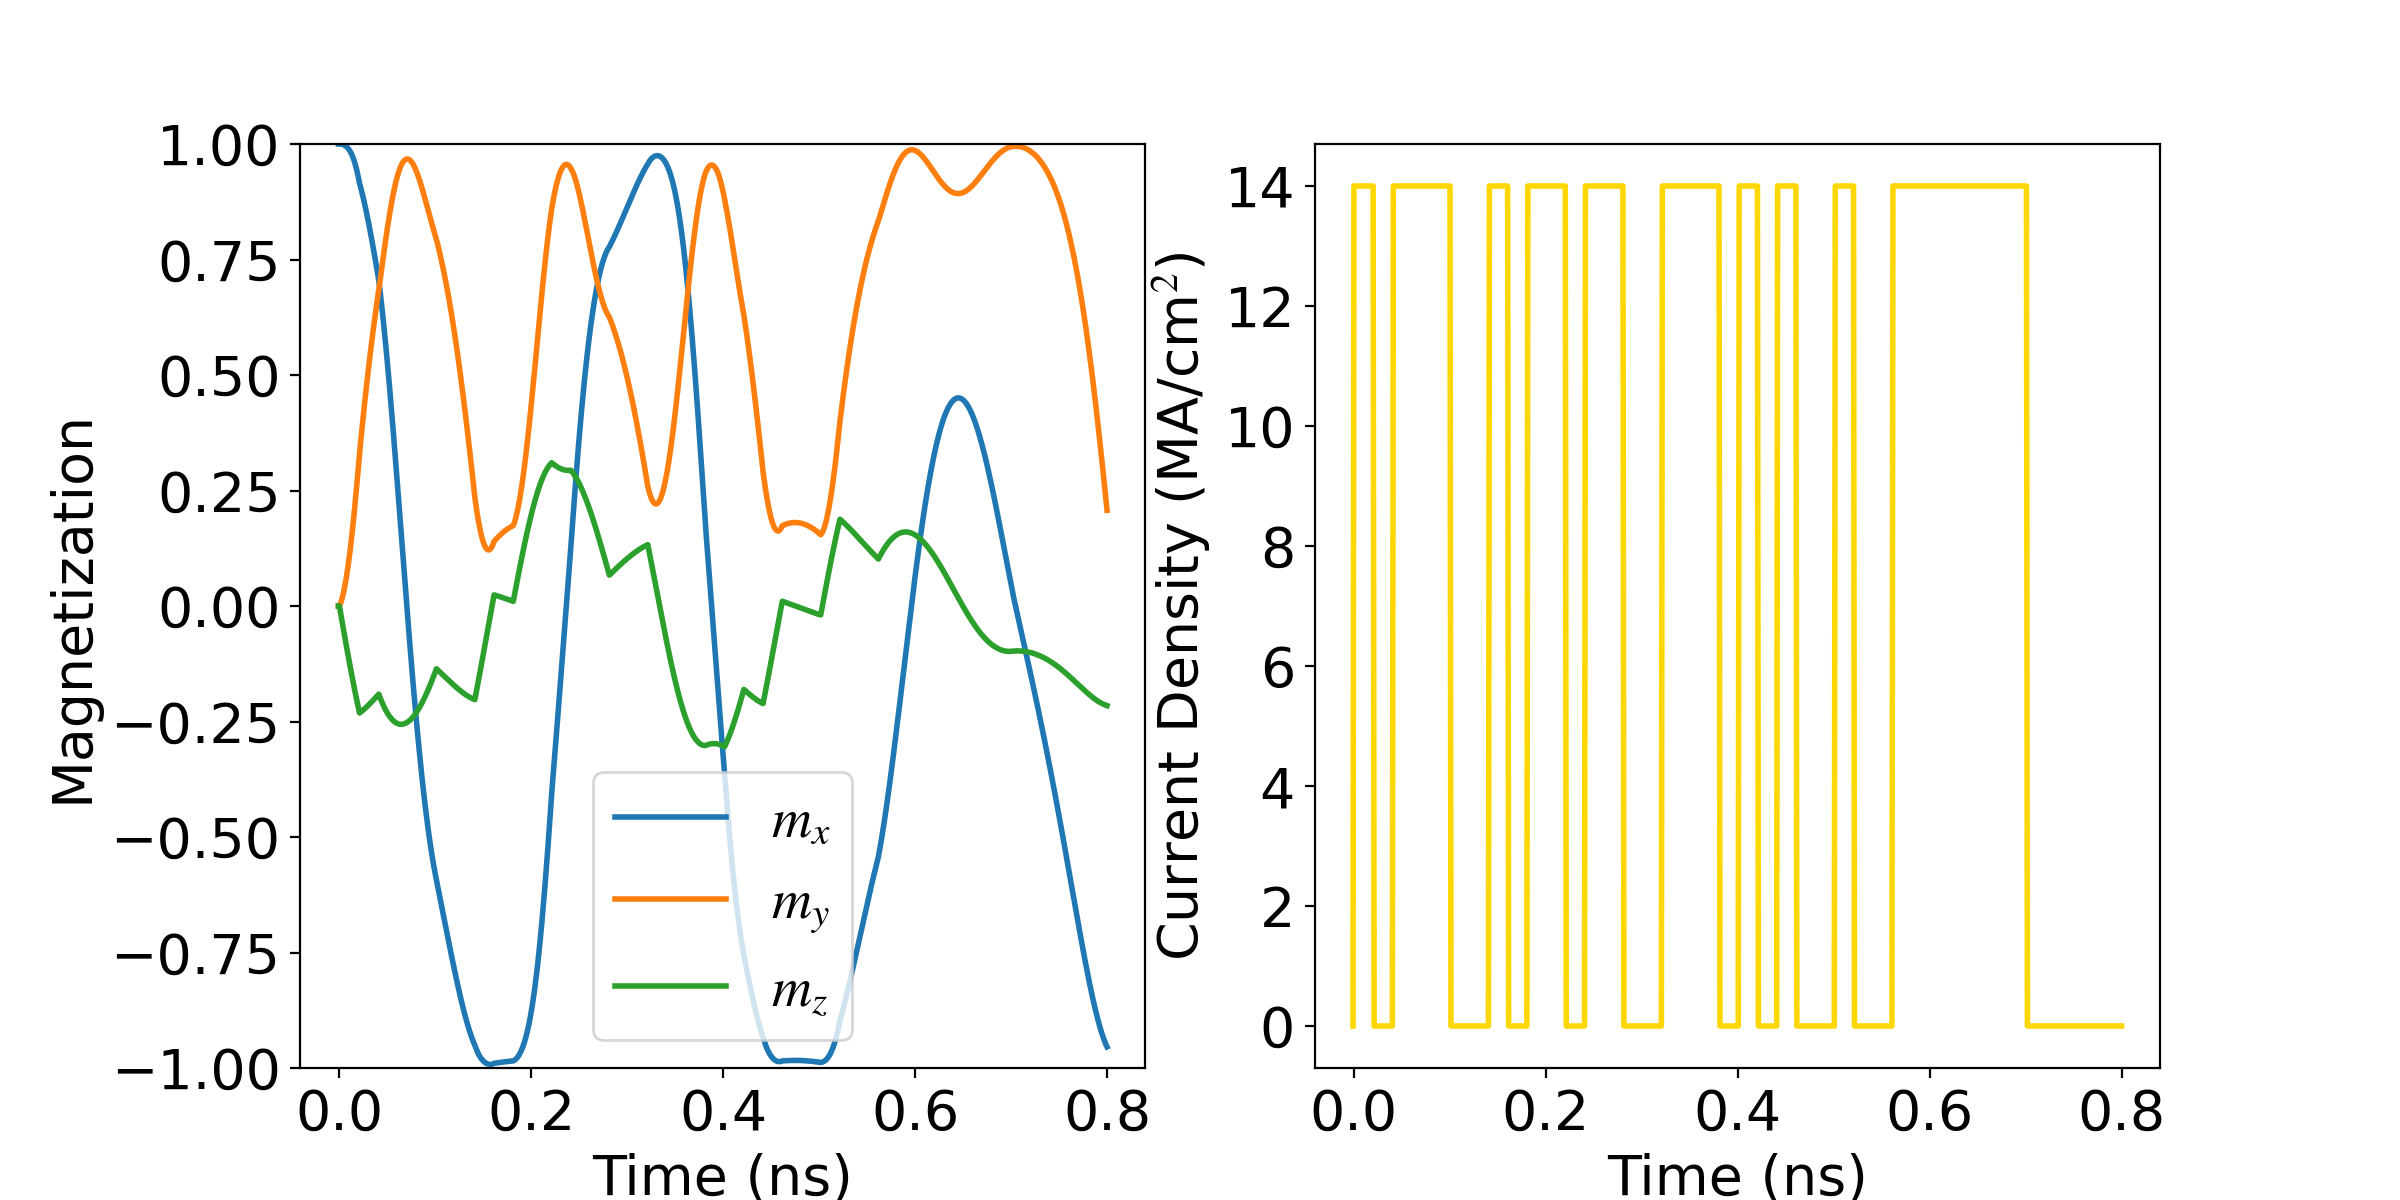 Magnetization
1.00
0.75
0.50
0.25
0.00
−0.25
−0.50
−0.75
−1.00
0.0 0.2 0.4 0.6 0.8
Time (ns)
m_x
m_y
m_z
Current Density (MA/cm²)
14
12
10
8
6
4
2
0
0.0 0.2 0.4 0.6 0.8
Time (ns)